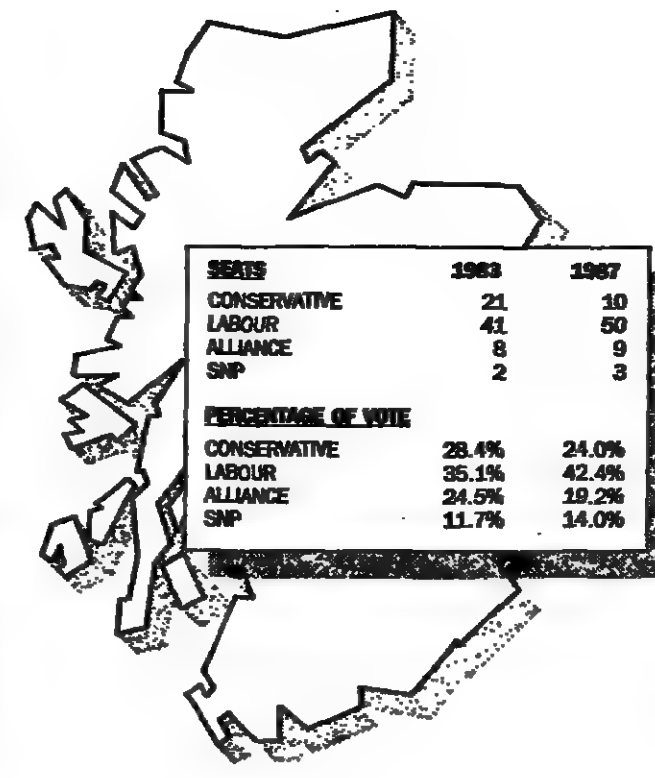 SEATS 1983 1987
CONSERVATIVE 21 10
LABOUR 41 50
ALLIANCE 8 9
SNP 2 3
PERCENTAGE OF VOTE
CONSERVATIVE 28.4% 24.0%
LABOUR 35.1% 42.4%
ALLIANCE 24.5% 19.2%
SNP 11.7% 14.0%